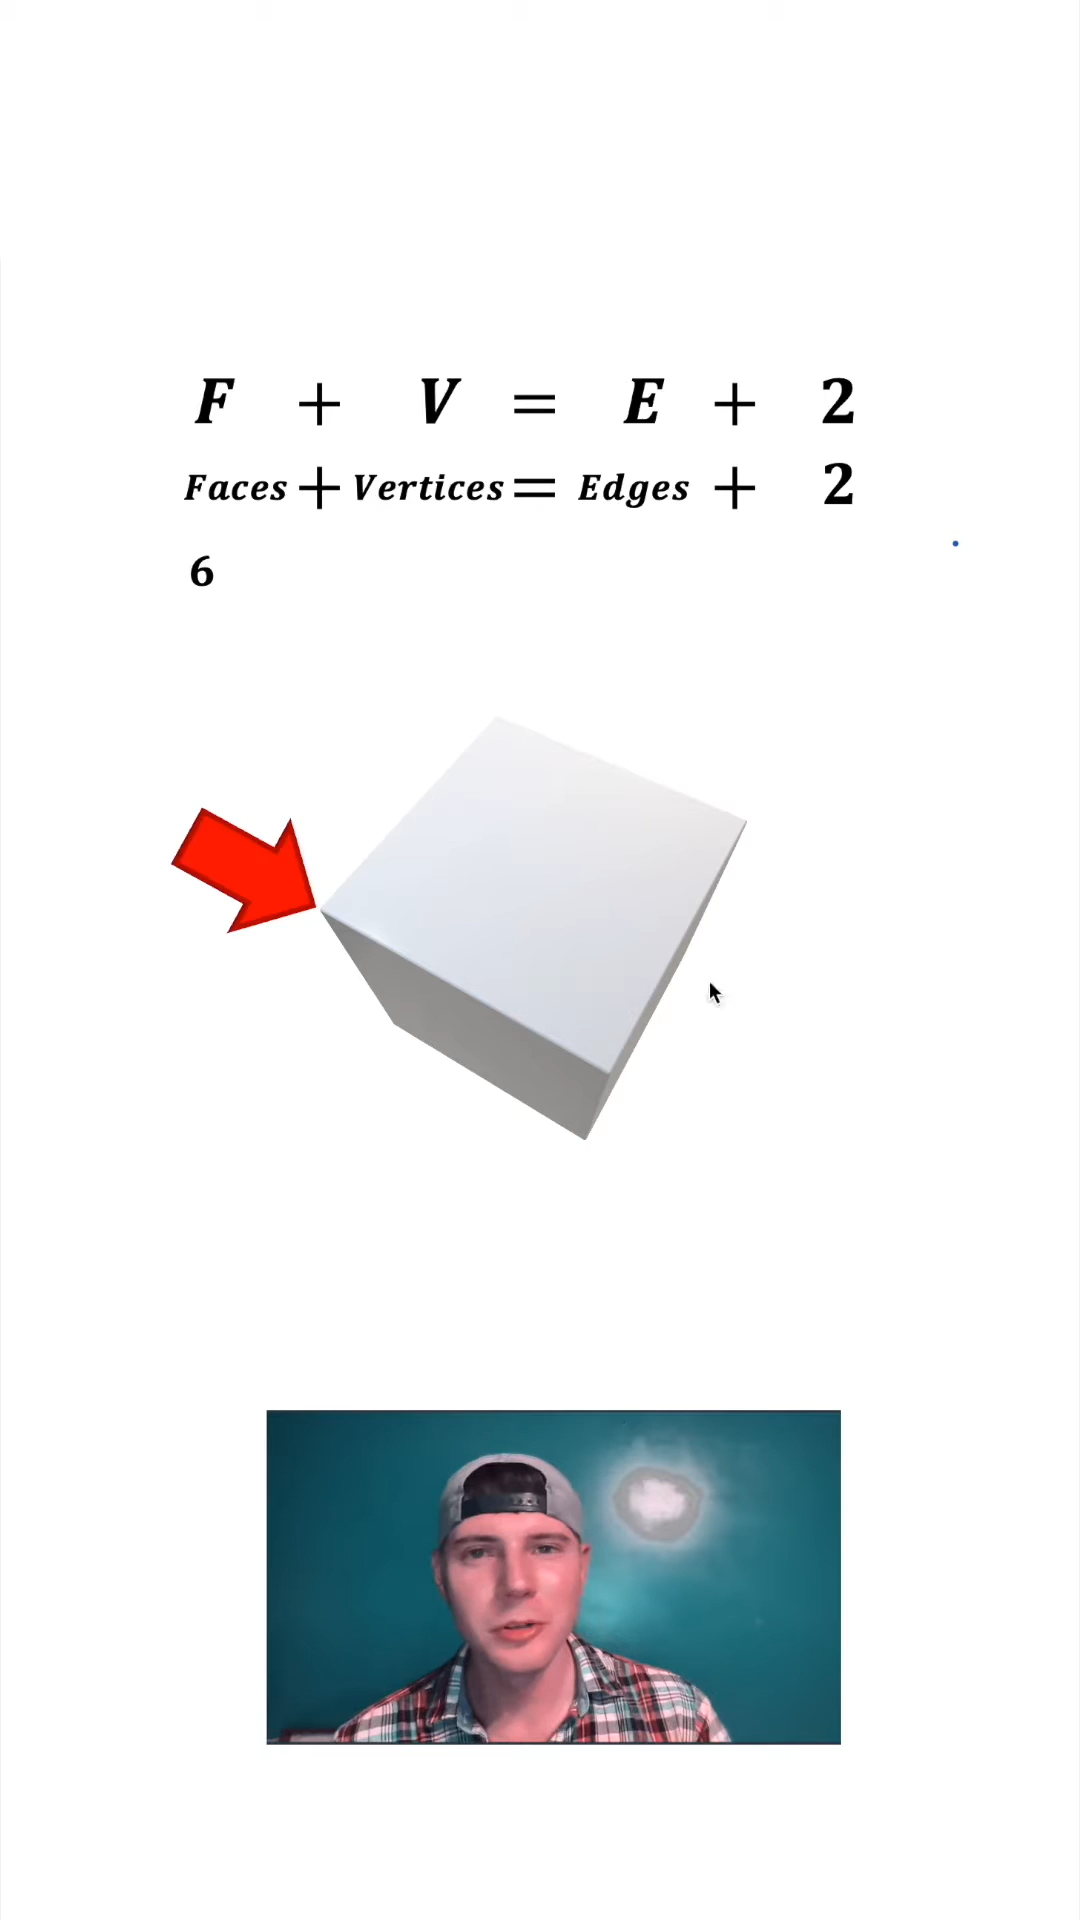 F + V = E + 2
Faces + Vertices = Edges + 2
6